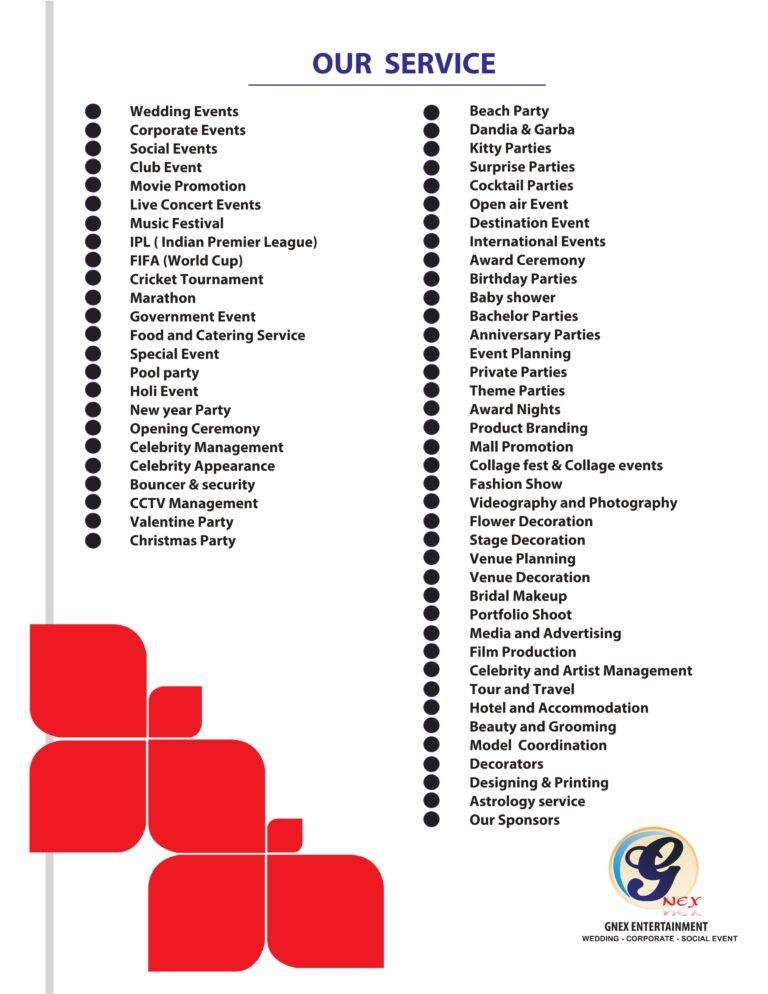 OUR SERVICE
Wedding Events
Corporate Events
Social Events
Club Event
Movie Promotion
Live Concert Events
Music Festival
IPL ( Indian Premier League)
FIFA (World Cup)
Cricket Tournament
Marathon
Government Event
Food and Catering Service
Special Event
Pool party
Holi Event
New year Party
Opening Ceremony
Celebrity Management
Celebrity Appearance
Bouncer & security
CCTV Management
Valentine Party
Christmas Party
Beach Party
Dandia & Garba
Kitty Parties
Surprise Parties
Cocktail Parties
Open air Event
Destination Event
International Events
Award Ceremony
Birthday Parties
Baby shower
Bachelor Parties
Anniversary Parties
Event Planning
Private Parties
Theme Parties
Award Nights
Product Branding
Mall Promotion
Collage fest & Collage events
Fashion Show
Videography and Photography
Flower Decoration
Stage Decoration
Venue Planning
Venue Decoration
Bridal Makeup
Portfolio Shoot
Media and Advertising
Film Production
Celebrity and Artist Management
Tour and Travel
Hotel and Accommodation
Beauty and Grooming
Model Coordination
Decorators
Designing & Printing
Astrology service
Our Sponsors
G NEX
GNEX ENTERTAINMENT
WEDDING - CORPORATE - SOCIAL EVENT